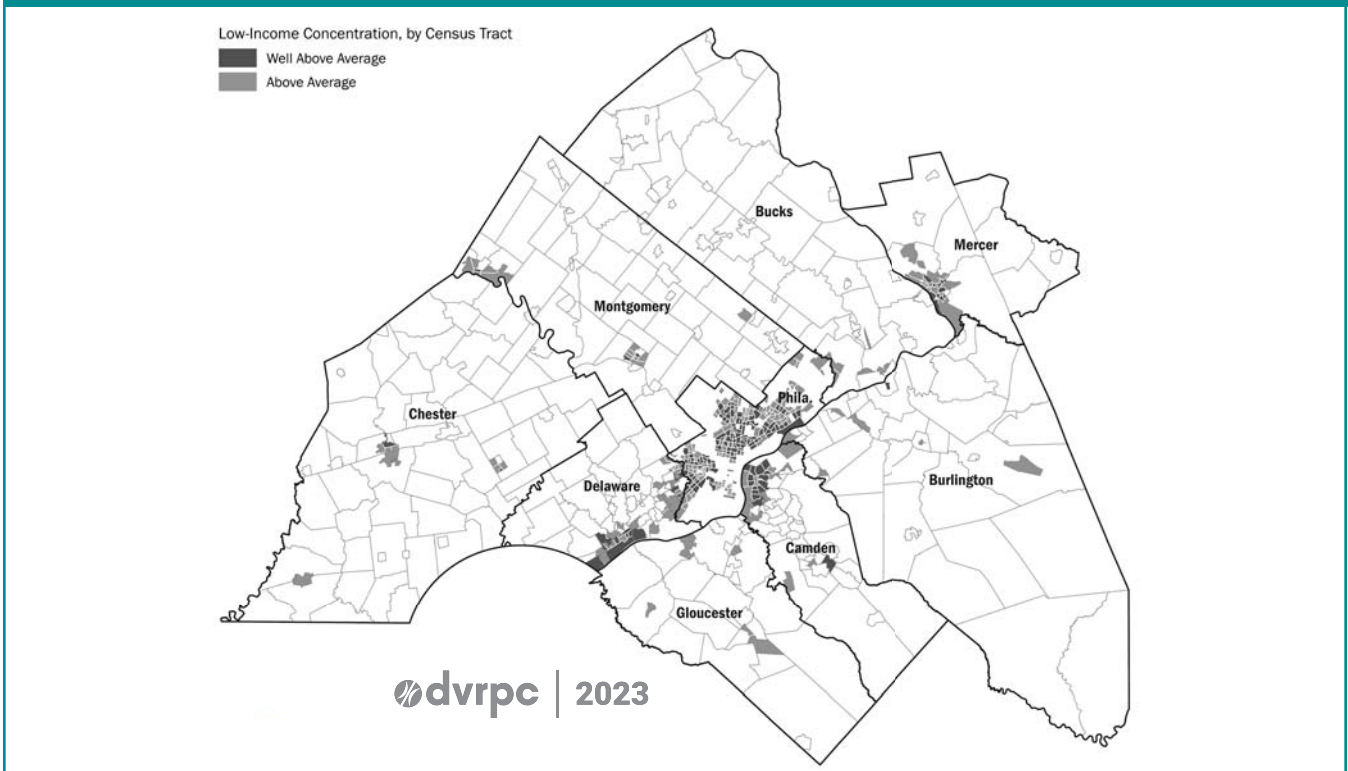 Low-Income Concentration, by Census Tract
Well Above Average
Above Average
Bucks
Mercer
Montgomery
Phila.
Chester
Burlington
Delaware
Camden
Gloucester
dvrpc | 2023